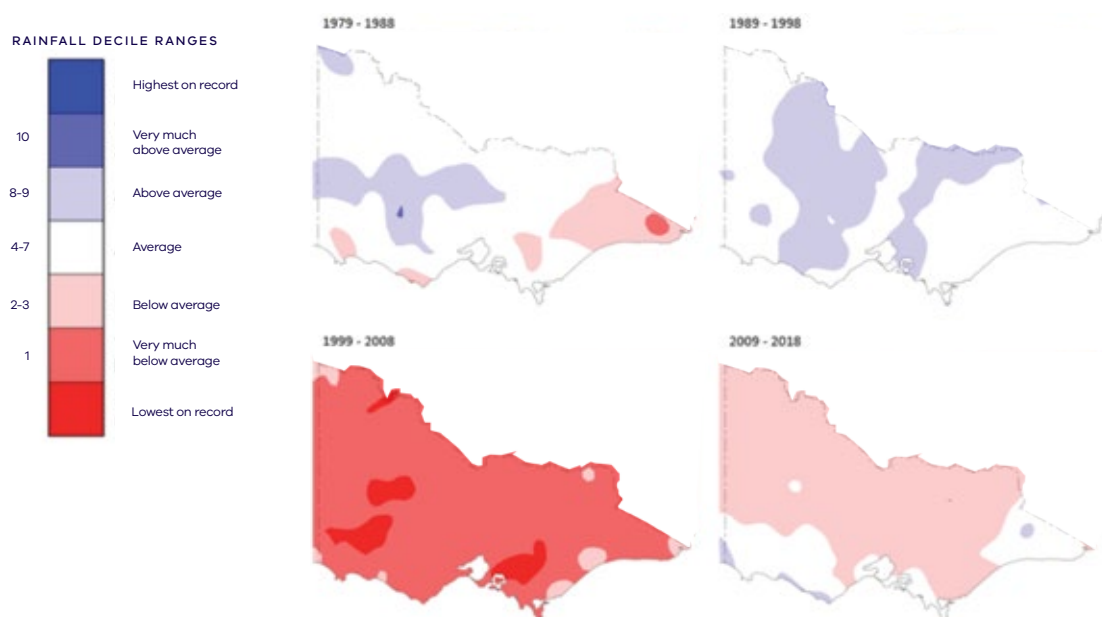 RAINFALL DECILE RANGES
Highest on record
10
Very much
above average
8-9
Above average
4-7
Average
2-3
Below average
1
Very much
below average
Lowest on record
1979 - 1988
1989 - 1998
1999 - 2008
2009 - 2018